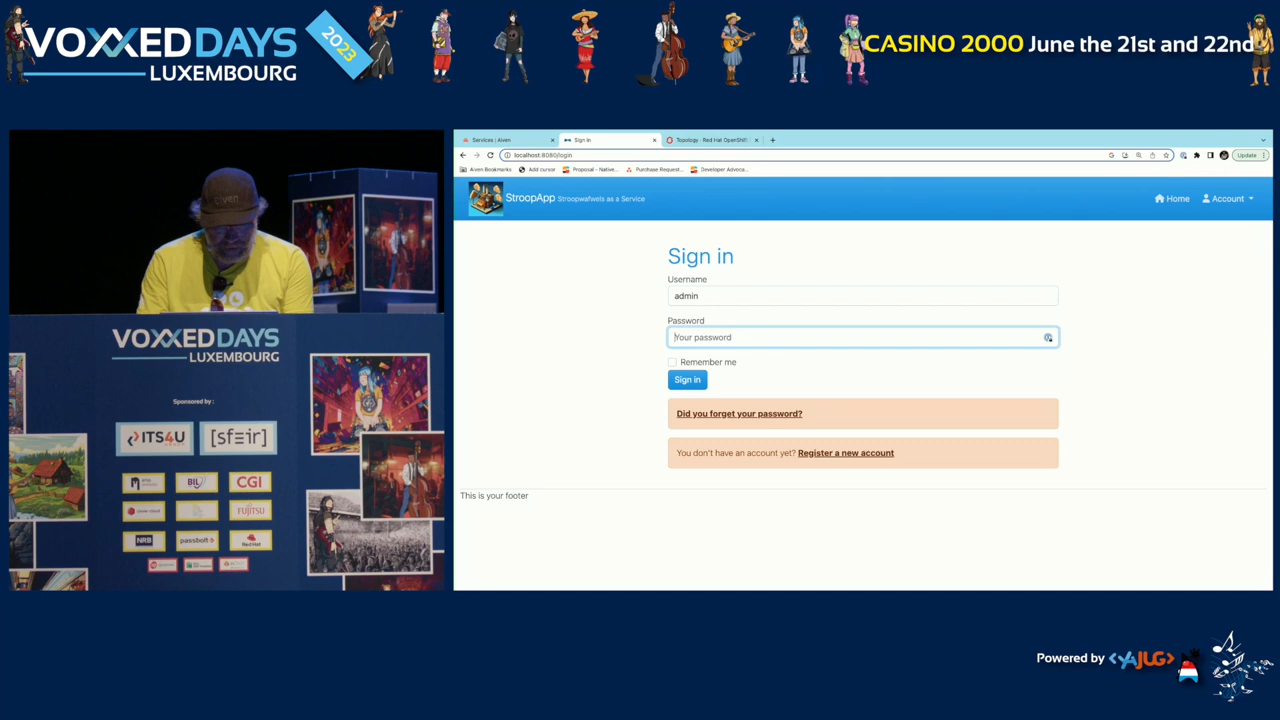 VOXXED DAYS
LUXEMBOURG
2023
CASINO 2000 June the 21st and 22nd
Services | Aiven
Sign in
Topology · Red Hat OpenShift
localhost:8080/login
Update
Aiven Bookmarks
Add cursor
Proposal – Native...
Purchase Request...
Developer Advoca...
StroopApp Stroopwafwels as a Service
Home
Account
Sign in
Username
admin
Password
Your password
Remember me
Sign in
Did you forget your password?
You don't have an account yet? Register a new account
This is your footer
aiven
VOXXED DAYS
LUXEMBOURG
Sponsored by :
ITS4U
[sfeir]
BIL
CGI
FUJITSU
NRB
passbolt
Red Hat
Powered by <YAJUG>